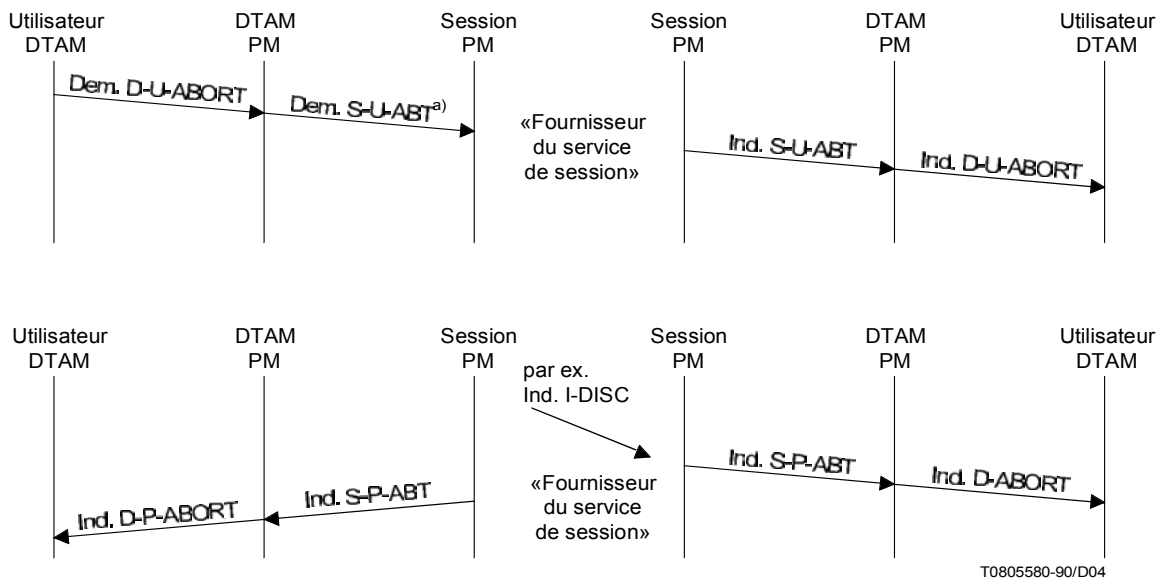 Utilisateur DTAM
DTAM PM
Session PM
Session PM
DTAM PM
Utilisateur DTAM
Dem. D-U-ABORT
Dem. S-U-ABT a)
«Fournisseur
du service
de session»
Ind. S-U-ABT
Ind. D-U-ABORT
Utilisateur DTAM
DTAM PM
Session PM
Session PM
DTAM PM
Utilisateur DTAM
par ex.
Ind. I-DISC
Ind. D-P-ABORT
Ind. S-P-ABT
«Fournisseur
du service
de session»
Ind. S-P-ABT
Ind. D-ABORT
T0805580-90/D04